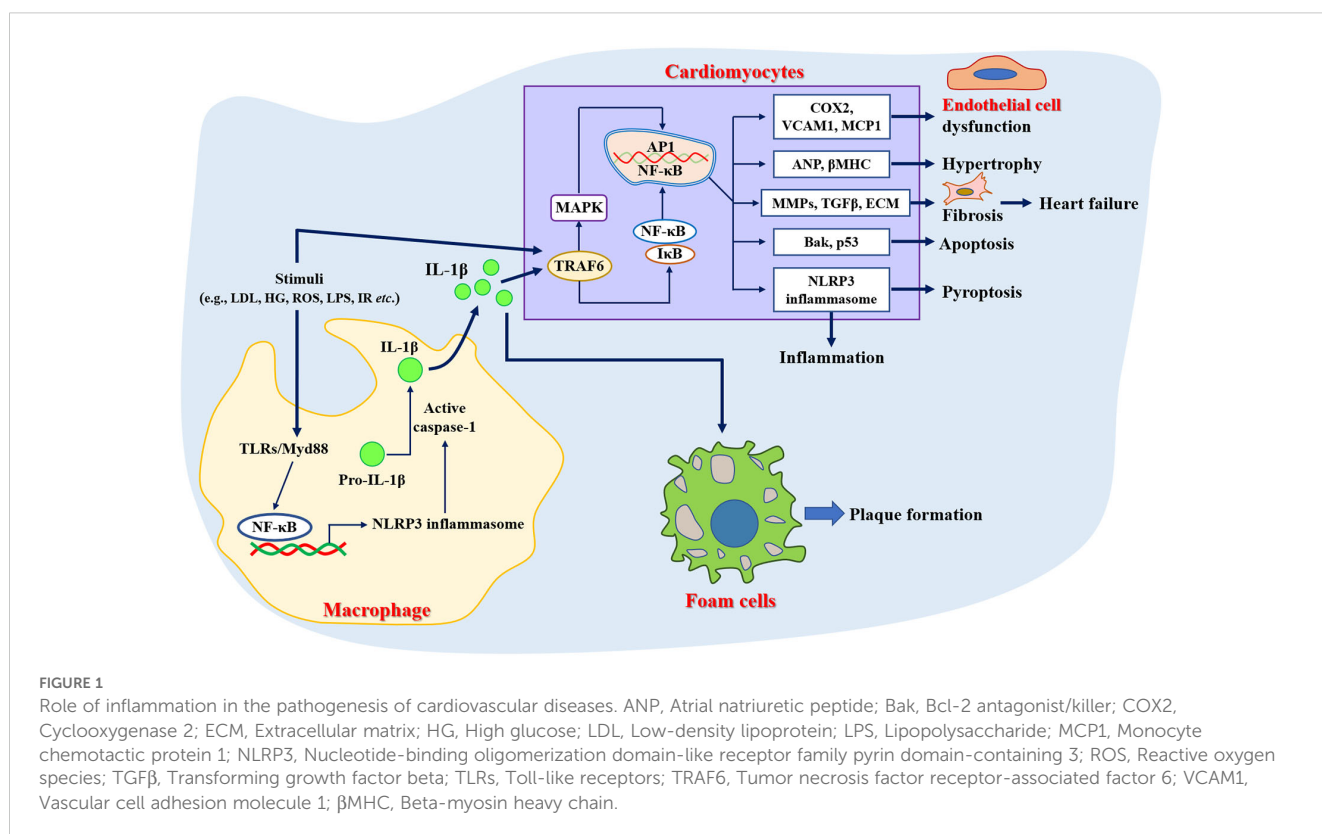 Cardiomyocytes
COX2,
VCAM1, MCP1
Endothelial cell
dysfunction
AP1
NF-κB
ANP, βMHC
Hypertrophy
MAPK
MMPs, TGFβ, ECM
Fibrosis
Heart failure
NF-κB
IκB
Bak, p53
Apoptosis
TRAF6
IL-1β
Stimuli
(e.g., LDL, HG, ROS, LPS, IR etc.)
NLRP3
inflammasome
Pyroptosis
Inflammation
IL-1β
Active
caspase-1
TLRs/Myd88
Pro-IL-1β
NF-κB
NLRP3 inflammasome
Plaque formation
Macrophage
Foam cells
FIGURE 1
Role of inflammation in the pathogenesis of cardiovascular diseases. ANP, Atrial natriuretic peptide; Bak, Bcl-2 antagonist/killer; COX2,
Cyclooxygenase 2; ECM, Extracellular matrix; HG, High glucose; LDL, Low-density lipoprotein; LPS, Lipopolysaccharide; MCP1, Monocyte
chemotactic protein 1; NLRP3, Nucleotide-binding oligomerization domain-like receptor family pyrin domain-containing 3; ROS, Reactive oxygen
species; TGFβ, Transforming growth factor beta; TLRs, Toll-like receptors; TRAF6, Tumor necrosis factor receptor-associated factor 6; VCAM1,
Vascular cell adhesion molecule 1; βMHC, Beta-myosin heavy chain.